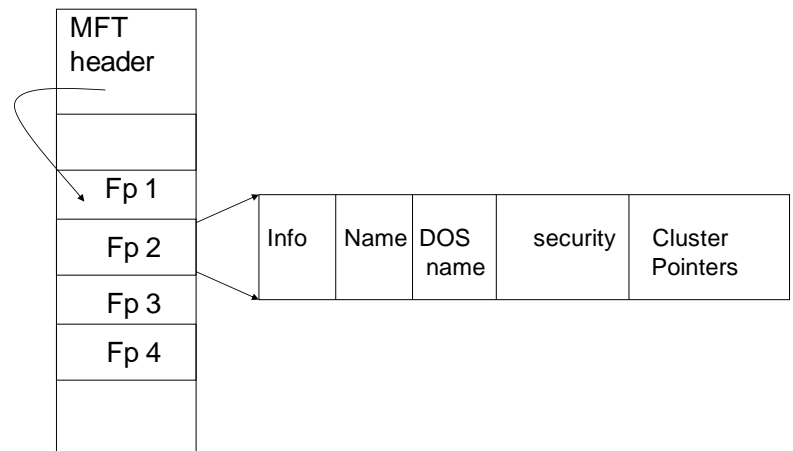 MFT
header
Fp 1
Fp 2
Fp 3
Fp 4
Info
Name
DOS
name
security
Cluster
Pointers